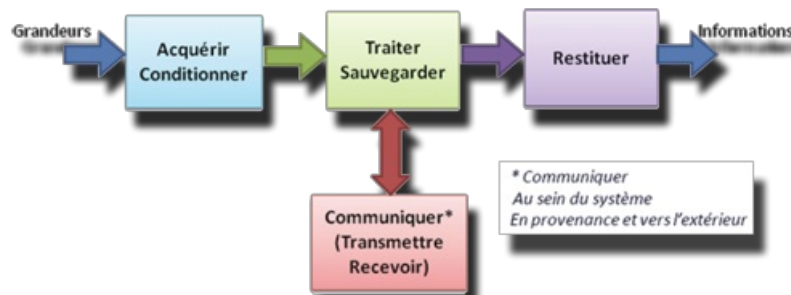 Grandeurs
Acquérir
Conditionner
Traiter
Sauvegarder
Restituer
Informations
Communiquer*
(Transmettre
Recevoir)
* Communiquer
Au sein du système
En provenance et vers l'extérieur